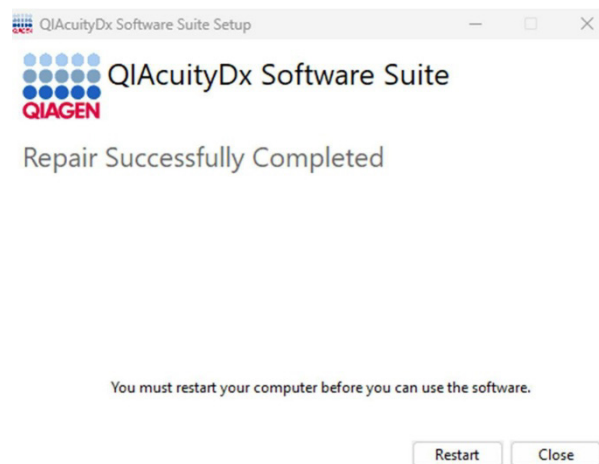 QIAcuityDx Software Suite Setup
QIAGEN
QIAcuityDx Software Suite
QIAGEN
Repair Successfully Completed
You must restart your computer before you can use the software.
Restart Close